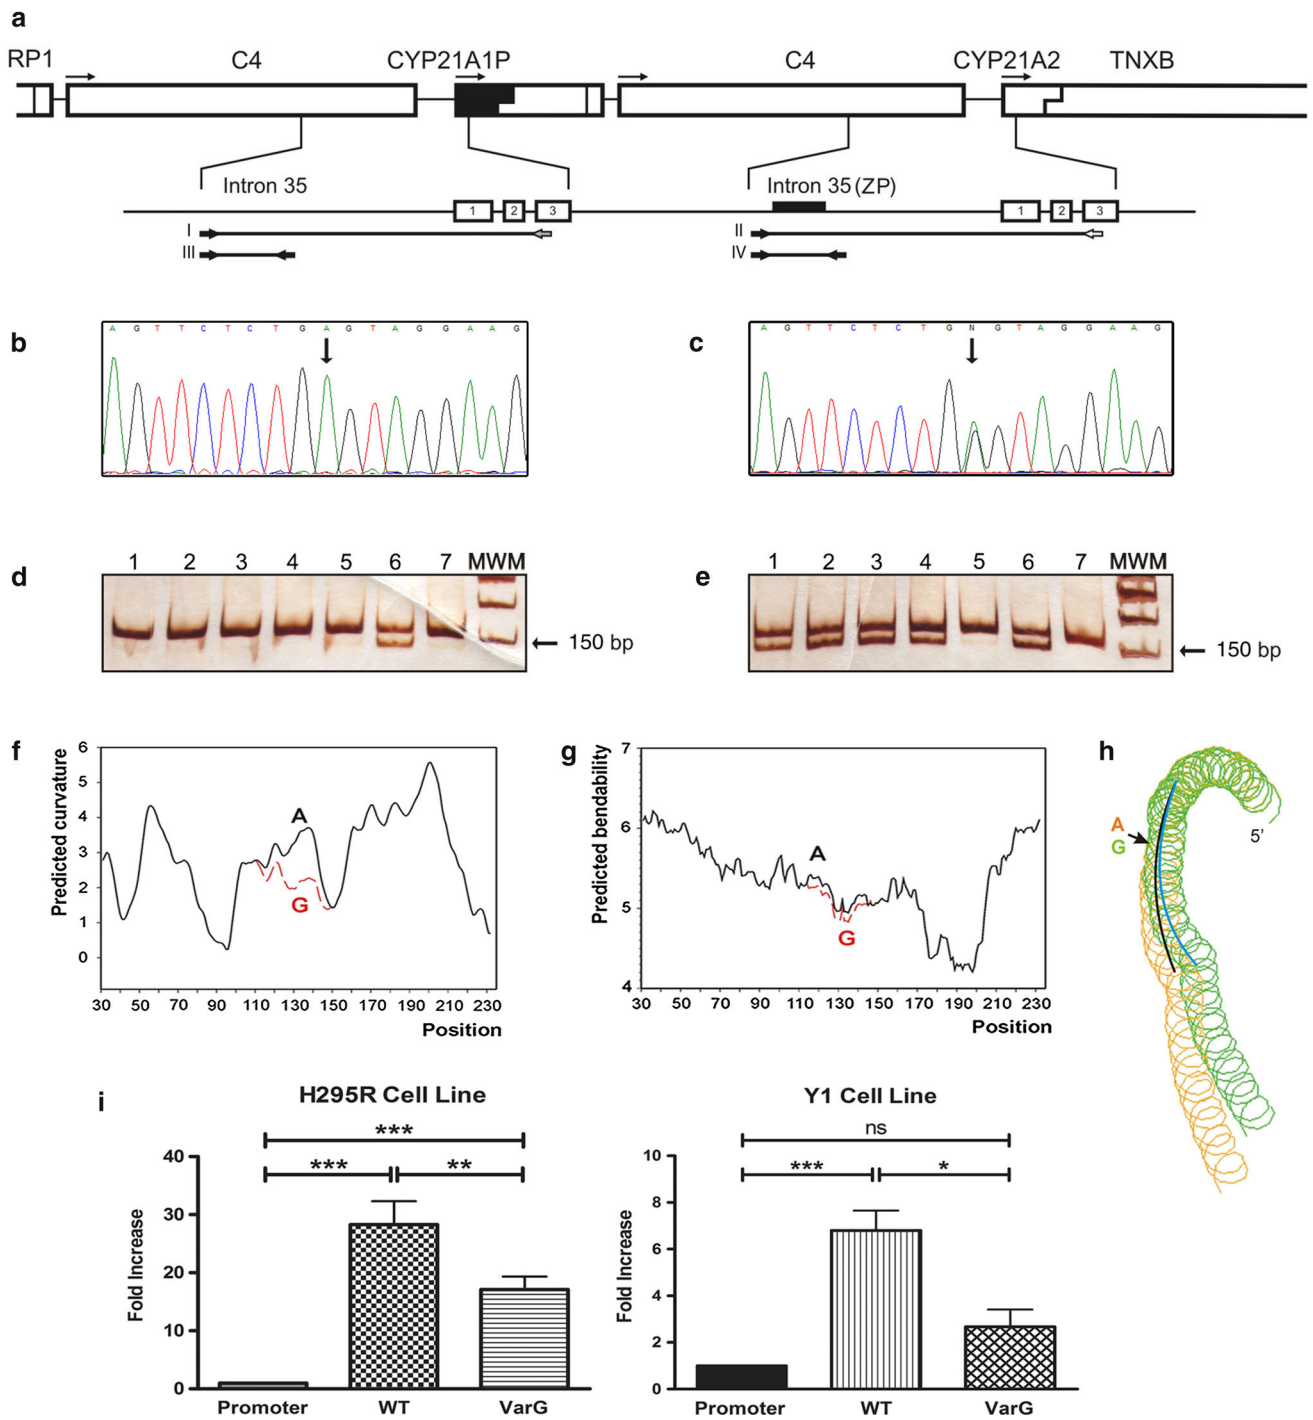 a
RP1 C4 CYP21A1P C4 CYP21A2 TNXB
Intron 35 Intron 35 (ZP)
1 2 3 1 2 3
I II
III IV
b c
A G T T C T C T G A G T A G G A A G
A G T T C T C T G N G T A G G A A G
d 1 2 3 4 5 6 7 MWM
150 bp
e 1 2 3 4 5 6 7 MWM
150 bp
f
Predicted curvature
6
5
4
3
2
1
0
A
G
30 50 70 90 110 130 150 170 190 210 230
Position
g
Predicted bendability
7
6
5
4
A
G
30 50 70 90 110 130 150 170 190 210 230
Position
h
A
G
5’
i
H295R Cell Line
***
*** **
Fold Increase
40
30
20
10
0
Promoter WT VarG
Y1 Cell Line
ns
*** *
Fold Increase
10
8
6
4
2
0
Promoter WT VarG